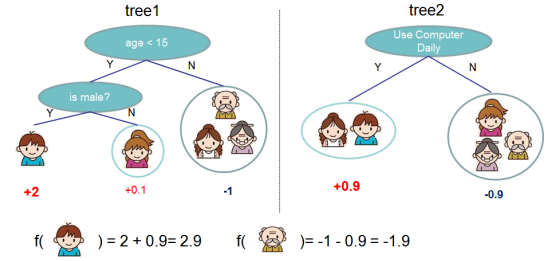 tree1
age < 15
Y
N
is male?
Y
N
+2
+0.1
-1
tree2
Use Computer
Daily
Y
N
+0.9
-0.9
f( ) = 2 + 0.9= 2.9
f( )= -1 - 0.9 = -1.9